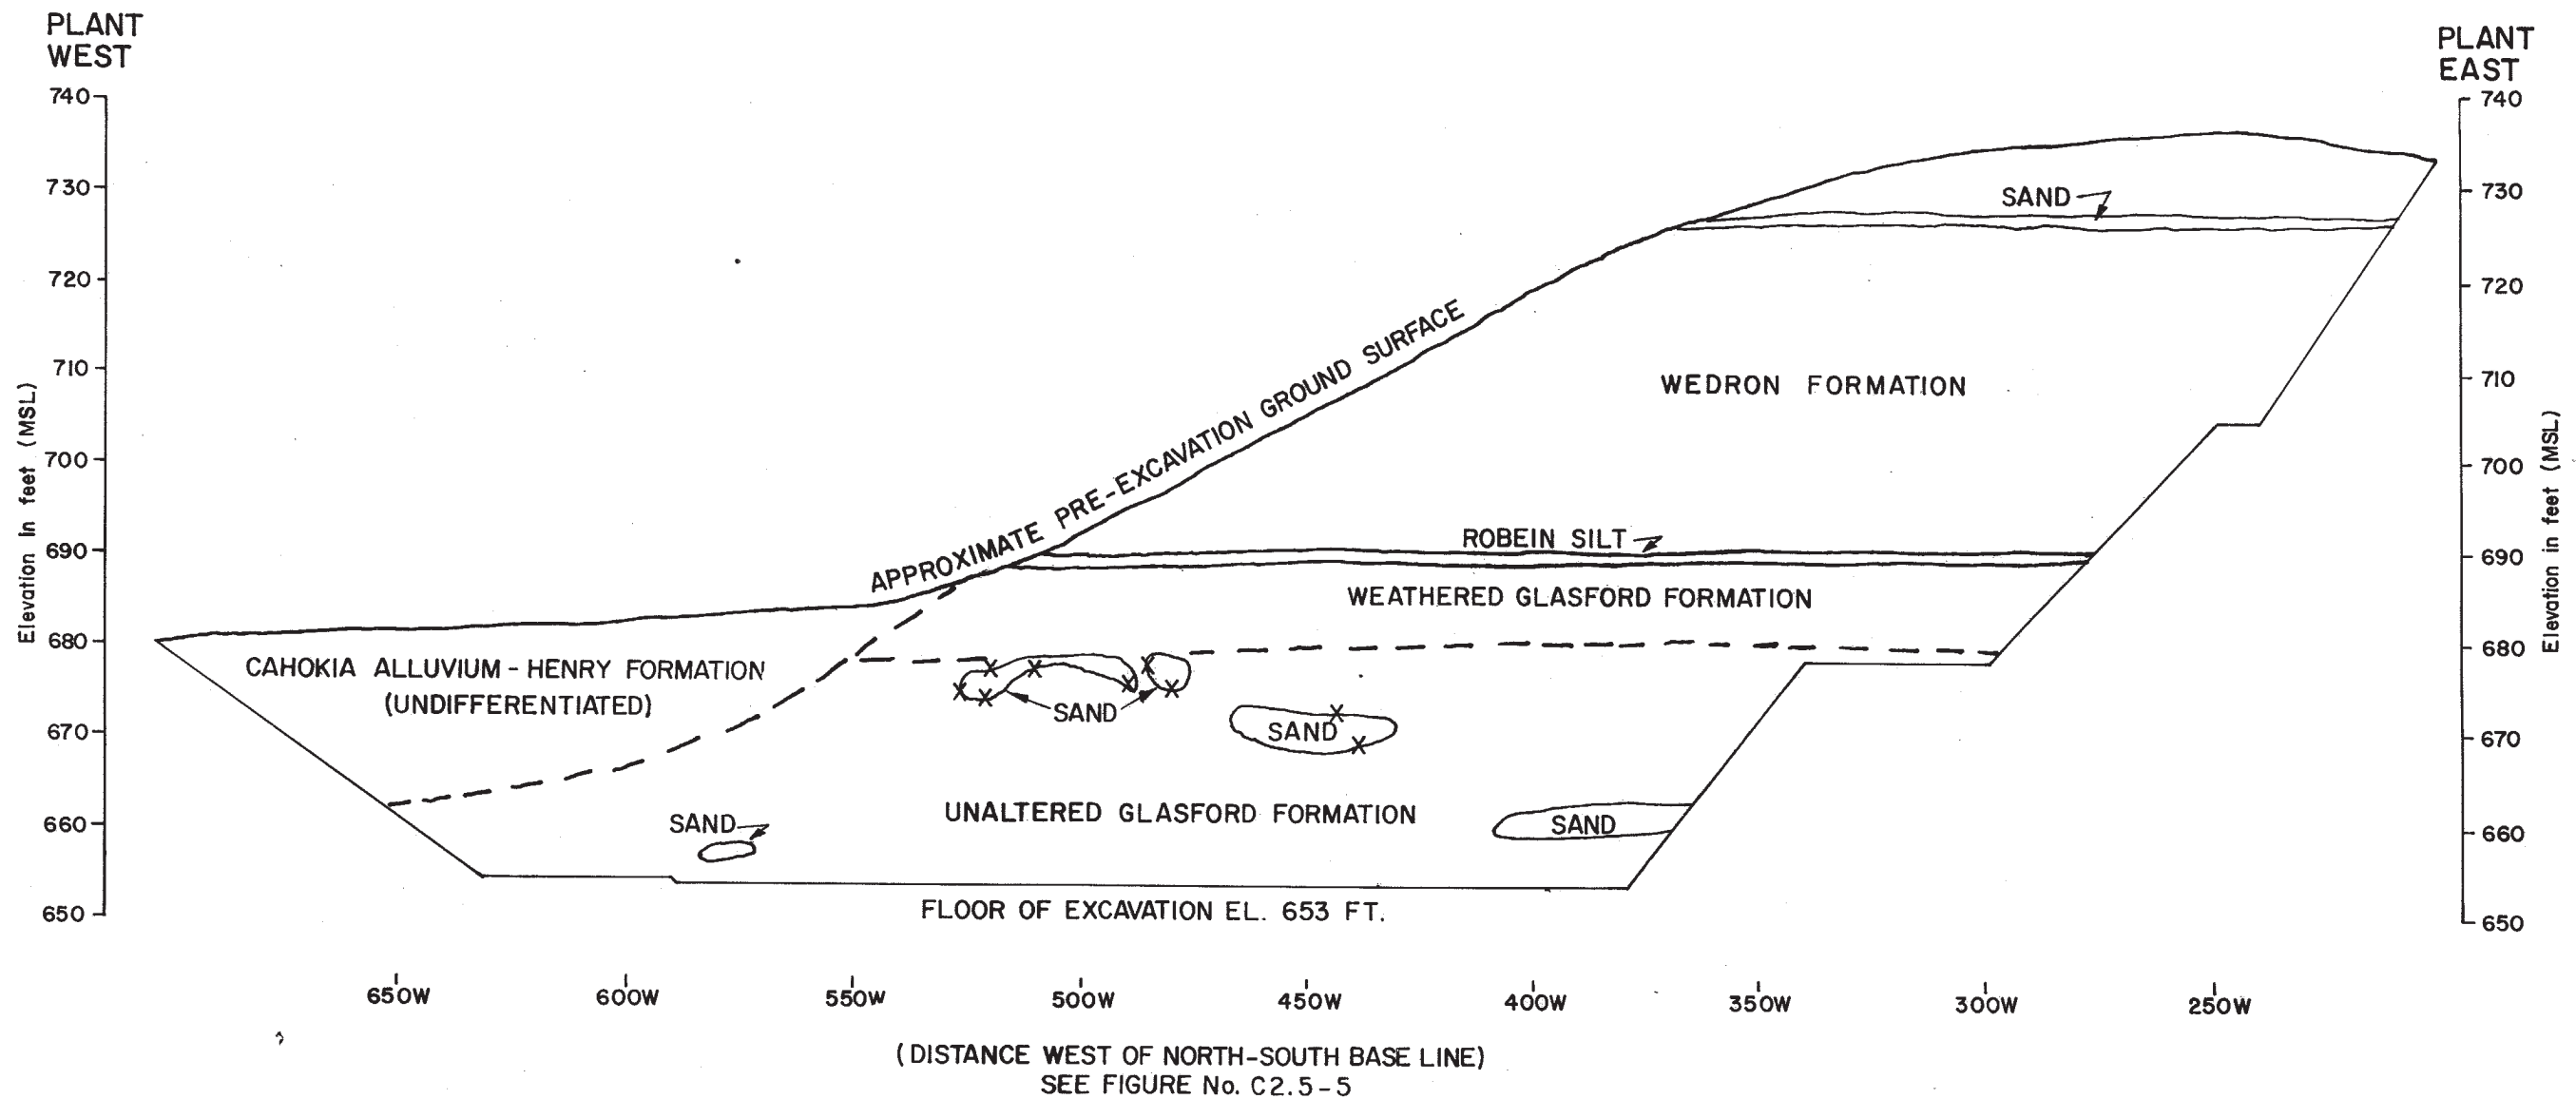 PLANT
WEST
PLANT
EAST
740
730
720
710
700
690
680
670
660
650
Elevation in feet (MSL)
740
730
720
710
700
690
680
670
660
650
Elevation in feet (MSL)
SAND
APPROXIMATE PRE-EXCAVATION GROUND SURFACE
WEDRON FORMATION
ROBEIN SILT
WEATHERED GLASFORD FORMATION
CAHOKIA ALLUVIUM - HENRY FORMATION
(UNDIFFERENTIATED)
SAND
SAND
UNALTERED GLASFORD FORMATION
SAND
SAND
FLOOR OF EXCAVATION EL. 653 FT.
650W 600W 550W 500W 450W 400W 350W 300W 250W
(DISTANCE WEST OF NORTH-SOUTH BASE LINE)
SEE FIGURE No. C2.5-5